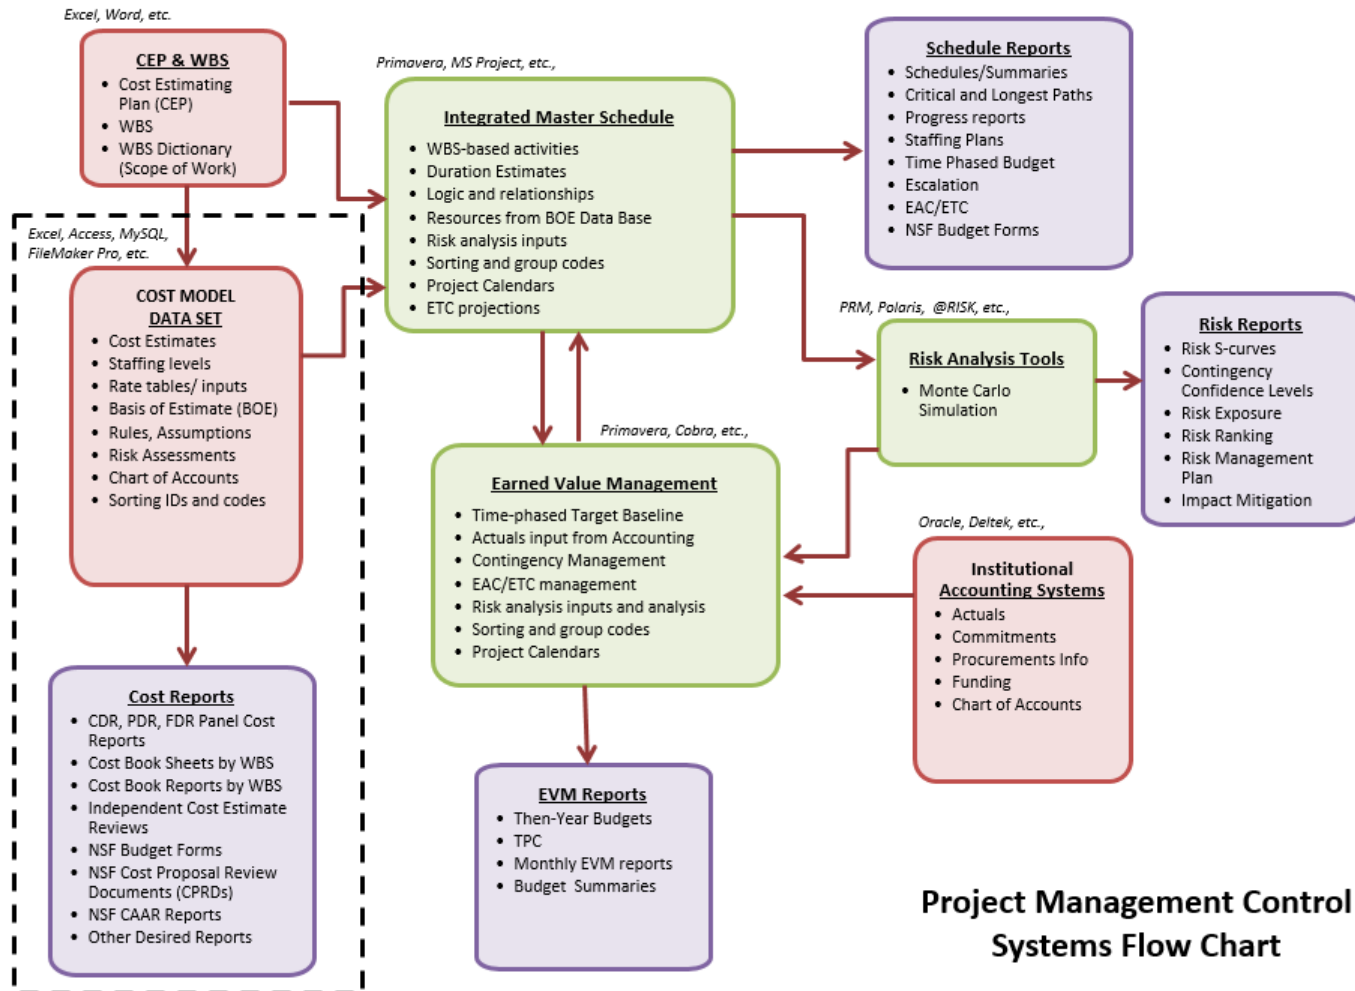 Excel, Word, etc.
CEP & WBS
• Cost Estimating
Plan (CEP)
• WBS
• WBS Dictionary
(Scope of Work)
Primavera, MS Project, etc.,
Integrated Master Schedule
• WBS-based activities
• Duration Estimates
• Logic and relationships
• Resources from BOE Data Base
• Risk analysis inputs
• Sorting and group codes
• Project Calendars
• ETC projections
Schedule Reports
• Schedules/Summaries
• Critical and Longest Paths
• Progress reports
• Staffing Plans
• Time Phased Budget
• Escalation
• EAC/ETC
• NSF Budget Forms
Excel, Access, MySQL,
FileMaker Pro, etc.
COST MODEL
DATA SET
• Cost Estimates
• Staffing levels
• Rate tables/ inputs
• Basis of Estimate (BOE)
• Rules, Assumptions
• Risk Assessments
• Chart of Accounts
• Sorting IDs and codes
PRM, Polaris, @RISK, etc.,
Risk Analysis Tools
• Monte Carlo
Simulation
Risk Reports
• Risk S-curves
• Contingency
Confidence Levels
• Risk Exposure
• Risk Ranking
• Risk Management
Plan
• Impact Mitigation
Primavera, Cobra, etc.,
Earned Value Management
• Time-phased Target Baseline
• Actuals input from Accounting
• Contingency Management
• EAC/ETC management
• Risk analysis inputs and analysis
• Sorting and group codes
• Project Calendars
Oracle, Deltek, etc.,
Institutional
Accounting Systems
• Actuals
• Commitments
• Procurements Info
• Funding
• Chart of Accounts
Cost Reports
• CDR, PDR, FDR Panel Cost
Reports
• Cost Book Sheets by WBS
• Cost Book Reports by WBS
• Independent Cost Estimate
Reviews
• NSF Budget Forms
• NSF Cost Proposal Review
Documents (CPRDs)
• NSF CAAR Reports
• Other Desired Reports
EVM Reports
• Then-Year Budgets
• TPC
• Monthly EVM reports
• Budget Summaries
Project Management Control
Systems Flow Chart